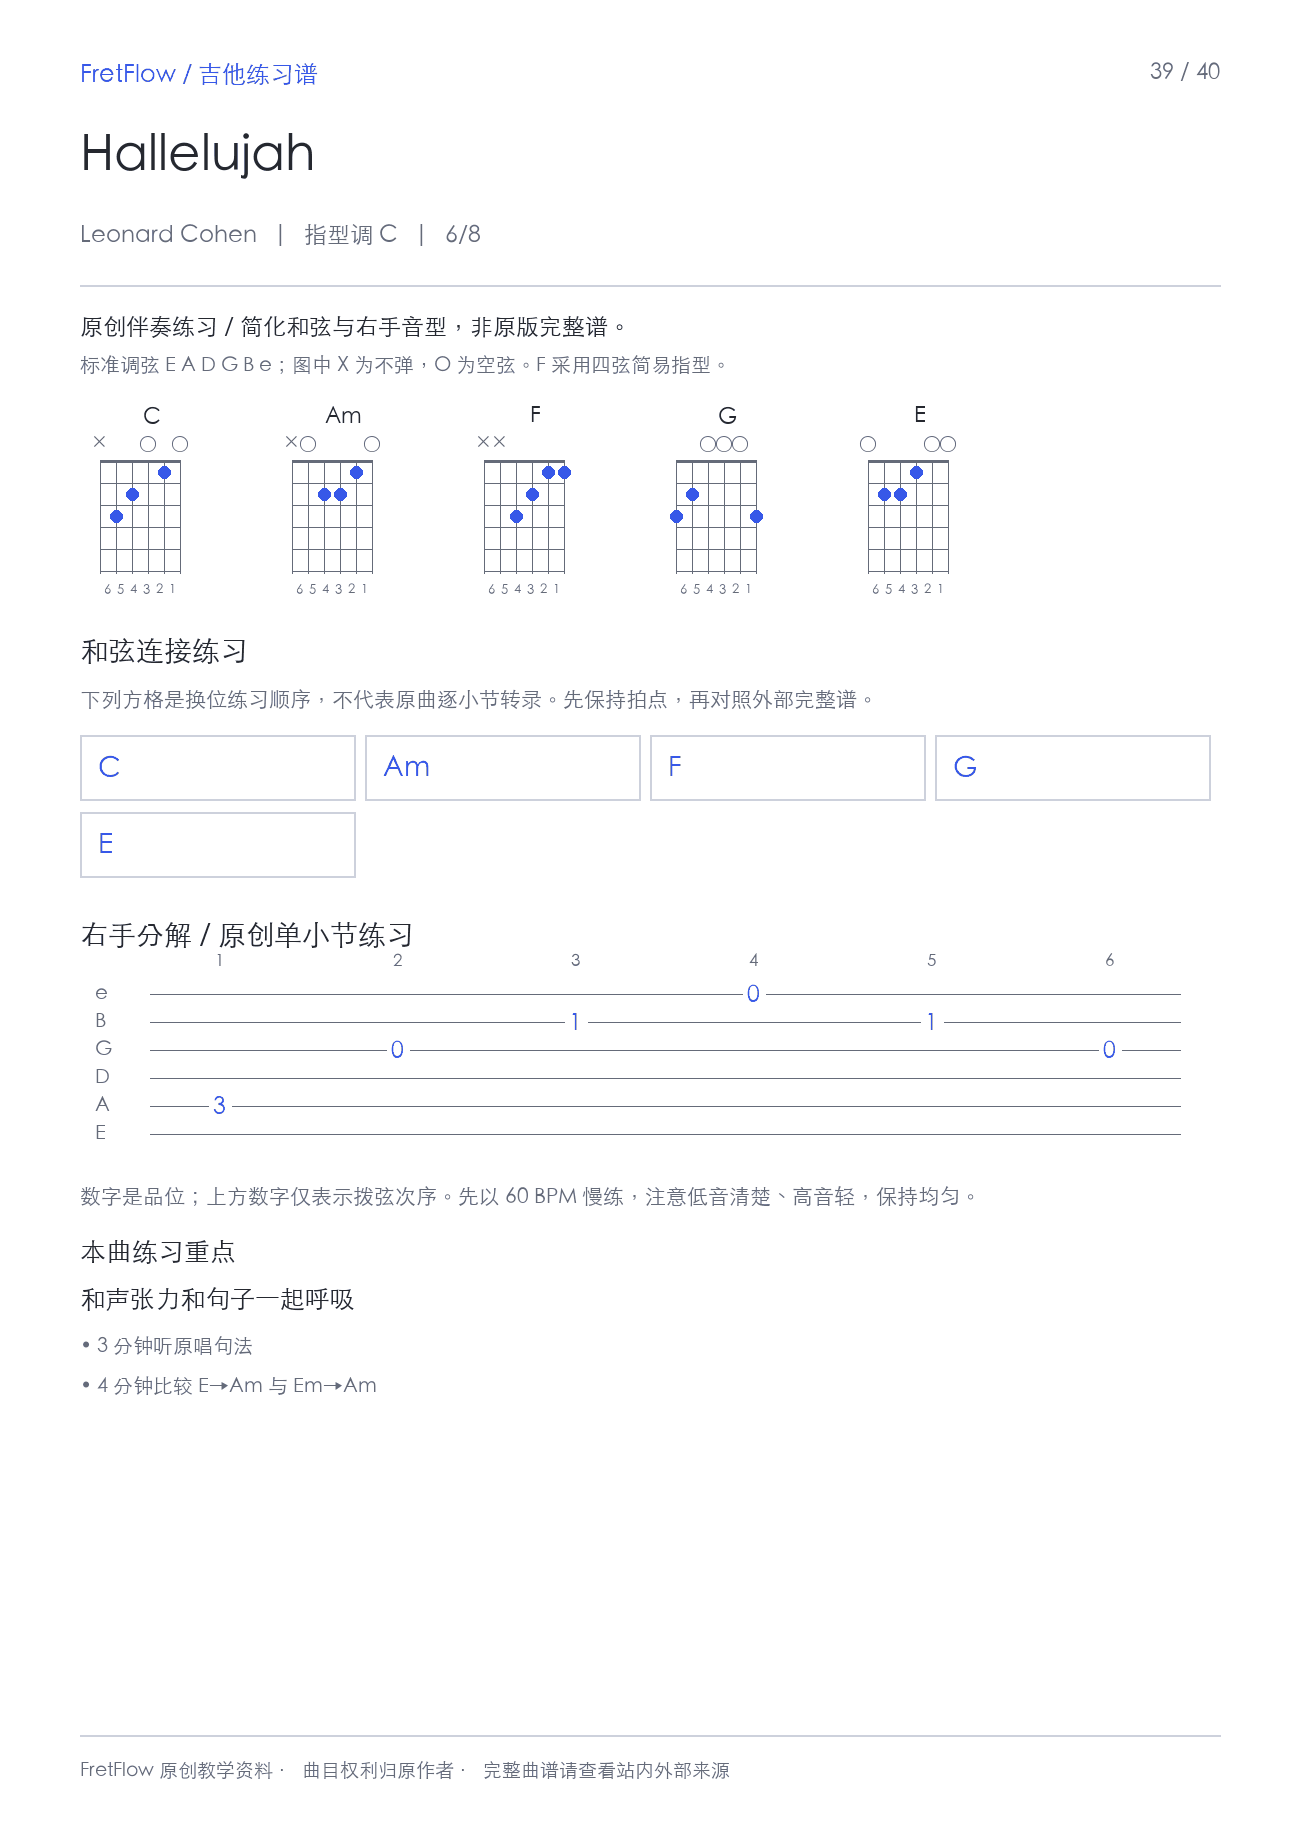 FretFlow / 吉他练习谱
39 / 40
Hallelujah
Leonard Cohen | 指型调 C | 6/8
原创伴奏练习 / 简化和弦与右手音型，非原版完整谱。
标准调弦 E A D G B e；图中 X 为不弹，O 为空弦。F 采用四弦简易指型。
C Am F G E
6 5 4 3 2 1 6 5 4 3 2 1 6 5 4 3 2 1 6 5 4 3 2 1 6 5 4 3 2 1
和弦连接练习
下列方格是换位练习顺序，不代表原曲逐小节转录。先保持拍点，再对照外部完整谱。
C Am F G
E
右手分解 / 原创单小节练习
1 2 3 4 5 6
e 0
B 1 1
G 0 0
D
A 3
E
数字是品位；上方数字仅表示拨弦次序。先以 60 BPM 慢练，注意低音清楚、高音轻，保持均匀。
本曲练习重点
和声张力和句子一起呼吸
• 3 分钟听原唱句法
• 4 分钟比较 E→Am 与 Em→Am
FretFlow 原创教学资料 · 曲目权利归原作者 · 完整曲谱请查看站内外部来源